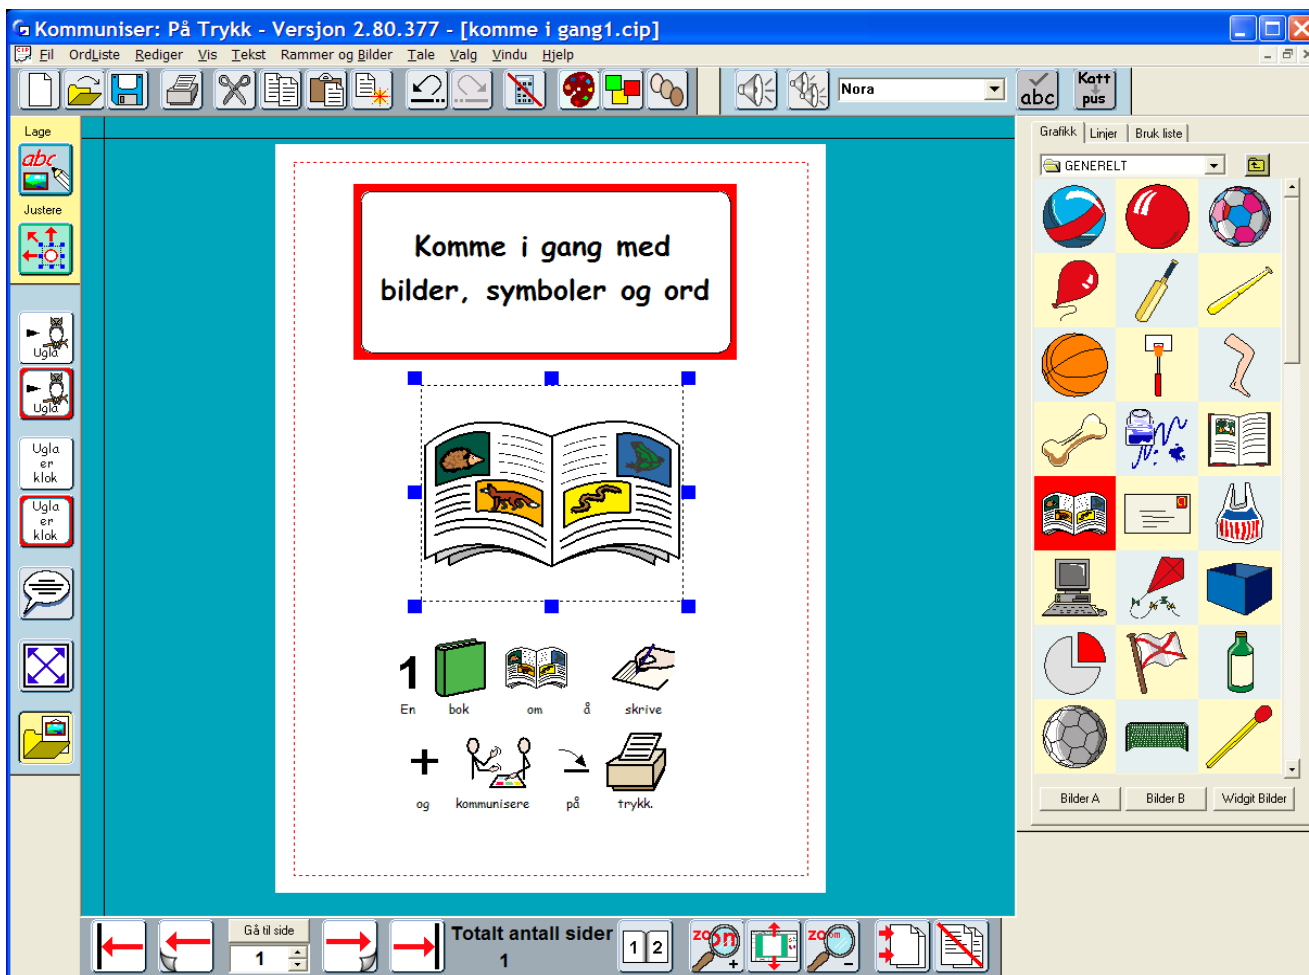 Kommuniser: På Trykk - Versjon 2.80.377 - [komme i gang1.cip]
Fil OrdListe Rediger Vis Tekst Rammer og Bilder Tale Valg Vindu Hjelp
Nora
abc
Katt
pus
Lage
abc
Justere
Ugla
Ugla
Ugla
er
klok
Ugla
er
klok
Komme i gang med
bilder, symboler og ord
1
En bok om å skrive
+
og kommunisere på trykk.
Grafikk Linjer Bruk liste
GENERELT
Bilder A Bilder B Widgit Bilder
Gå til side
1
Totalt antall sider
1
1 2
zoom
+
zoom
-